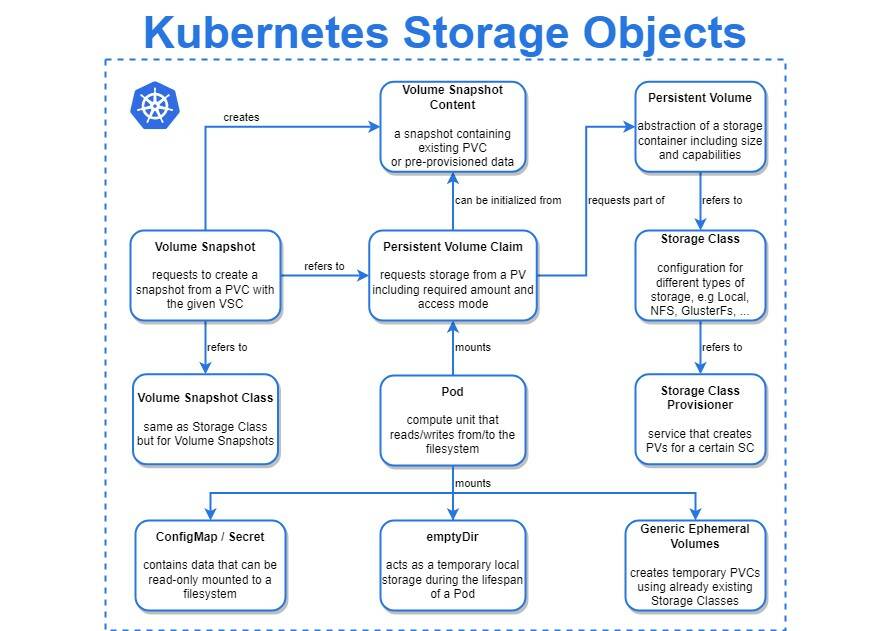 Kubernetes Storage Objects
creates
Volume Snapshot
Content
a snapshot containing
existing PVC
or pre-provisioned data
Persistent Volume
abstraction of a storage
container including size
and capabilities
can be initialized from
requests part of
refers to
Volume Snapshot
requests to create a
snapshot from a PVC with
the given VSC
refers to
Persistent Volume Claim
requests storage from a PV
including required amount and
access mode
Storage Class
configuration for
different types of
storage, e.g Local,
NFS, GlusterFs, ...
refers to
mounts
refers to
Volume Snapshot Class
same as Storage Class
but for Volume Snapshots
Pod
compute unit that
reads/writes from/to the
filesystem
Storage Class
Provisioner
service that creates
PVs for a certain SC
mounts
ConfigMap / Secret
contains data that can be
read-only mounted to a
filesystem
emptyDir
acts as a temporary local
storage during the lifespan
of a Pod
Generic Ephemeral
Volumes
creates temporary PVCs
using already existing
Storage Classes